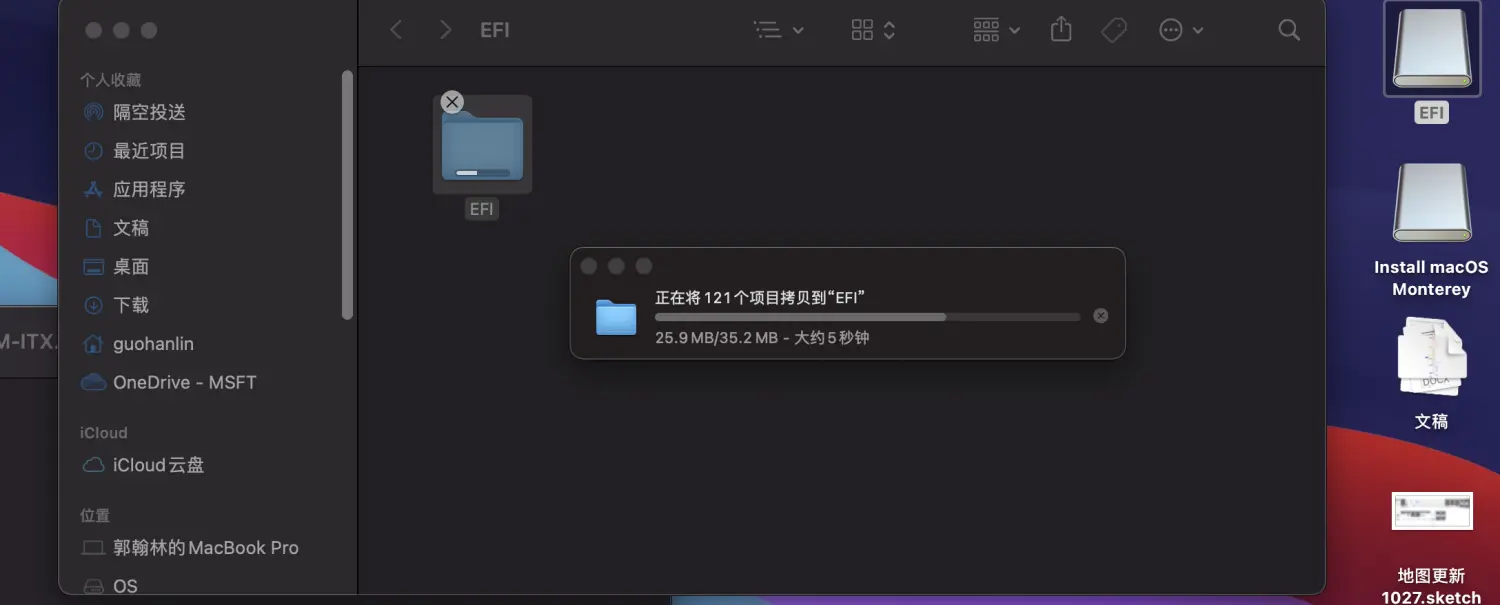 EFI
个人收藏
隔空投送
最近项目
应用程序
文稿
桌面
下载
guohanlin
OneDrive - MSFT
iCloud
iCloud云盘
位置
郭翰林的MacBook Pro
OS
EFI
正在将121个项目拷贝到“EFI”
25.9 MB/35.2 MB - 大约5秒钟
M-ITX.
EFI
Install macOS
Monterey
DOCX
文稿
地图更新
1027.sketch